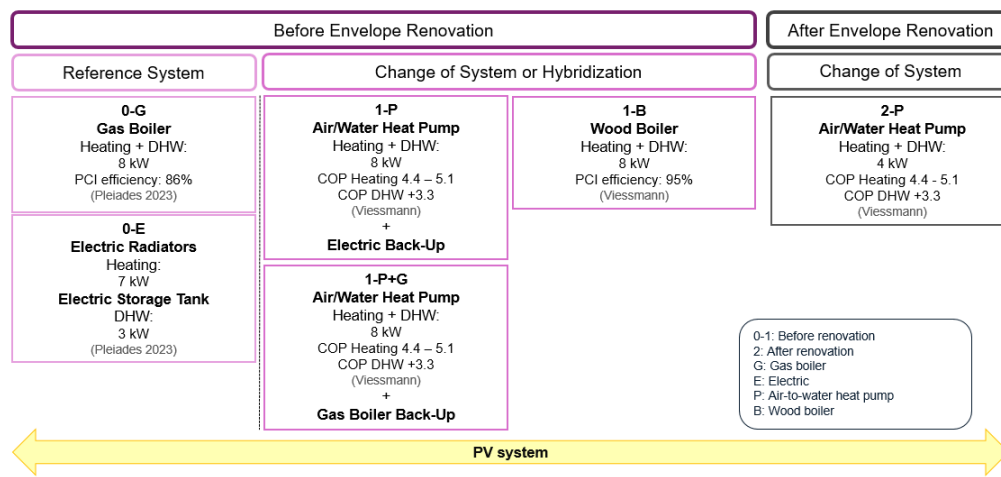 Before Envelope Renovation
After Envelope Renovation
Reference System
Change of System or Hybridization
Change of System
0-G
Gas Boiler
Heating + DHW:
8 kW
PCI efficiency: 86%
(Pleiades 2023)
0-E
Electric Radiators
Heating:
7 kW
Electric Storage Tank
DHW:
3 kW
(Pleiades 2023)
1-P
Air/Water Heat Pump
Heating + DHW:
8 kW
COP Heating 4.4 – 5.1
COP DHW +3.3
(Viessmann)
+
Electric Back-Up
1-P+G
Air/Water Heat Pump
Heating + DHW:
8 kW
COP Heating 4.4 – 5.1
COP DHW +3.3
(Viessmann)
+
Gas Boiler Back-Up
1-B
Wood Boiler
Heating + DHW:
8 kW
PCI efficiency: 95%
(Viessmann)
2-P
Air/Water Heat Pump
Heating + DHW:
4 kW
COP Heating 4.4 - 5.1
COP DHW +3.3
(Viessmann)
0-1: Before renovation
2: After renovation
G: Gas boiler
E: Electric
P: Air-to-water heat pump
B: Wood boiler
PV system